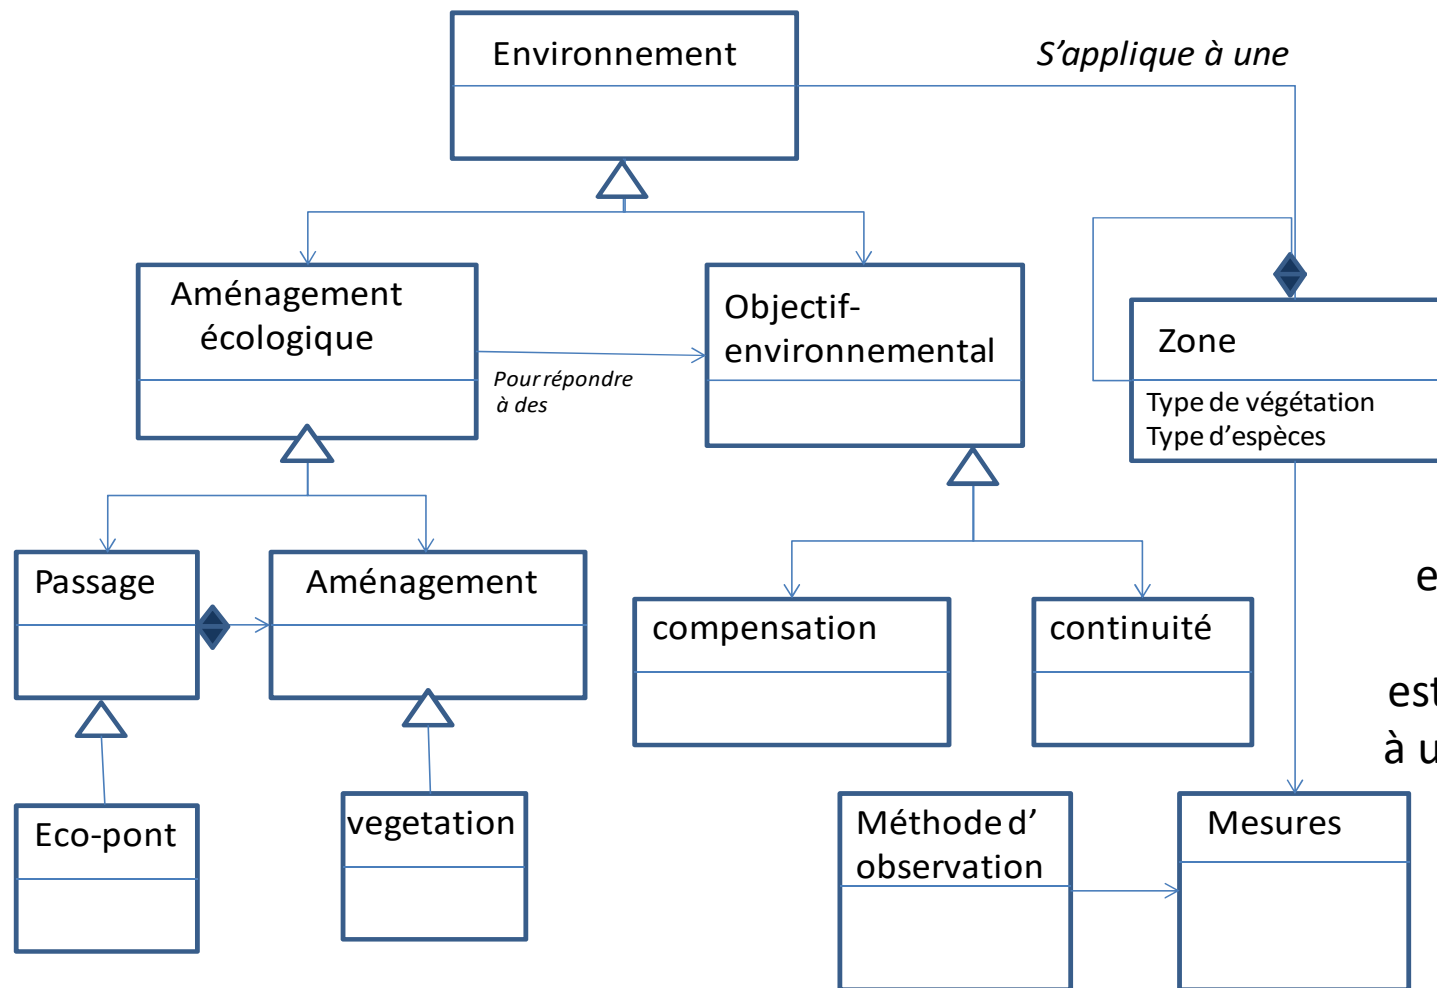 Environnement
S'applique à une
Aménagement
écologique
Objectif-
environnemental
Zone
Pour répondre
à des
Type de végétation
Type d'espèces
Passage
Aménagement
compensation
continuité
à
Eco-pont
vegetation
Méthode d'
observation
Mesures